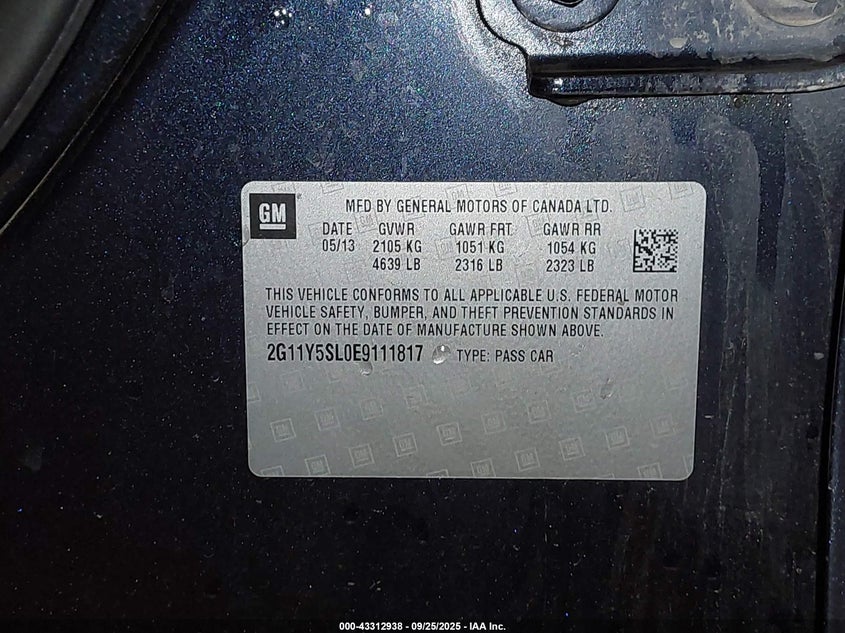 GM
MFD BY GENERAL MOTORS OF CANADA LTD.
DATE GVWR GAWR FRT. GAWR RR
05/13 2105 KG 1051 KG 1054 KG
4639 LB 2316 LB 2323 LB
THIS VEHICLE CONFORMS TO ALL APPLICABLE U.S. FEDERAL MOTOR
VEHICLE SAFETY, BUMPER, AND THEFT PREVENTION STANDARDS IN
EFFECT ON THE DATE OF MANUFACTURE SHOWN ABOVE.
2G11Y5SL0E9111817 TYPE: PASS CAR
000-43312938 - 09/25/2025 - IAA Inc.